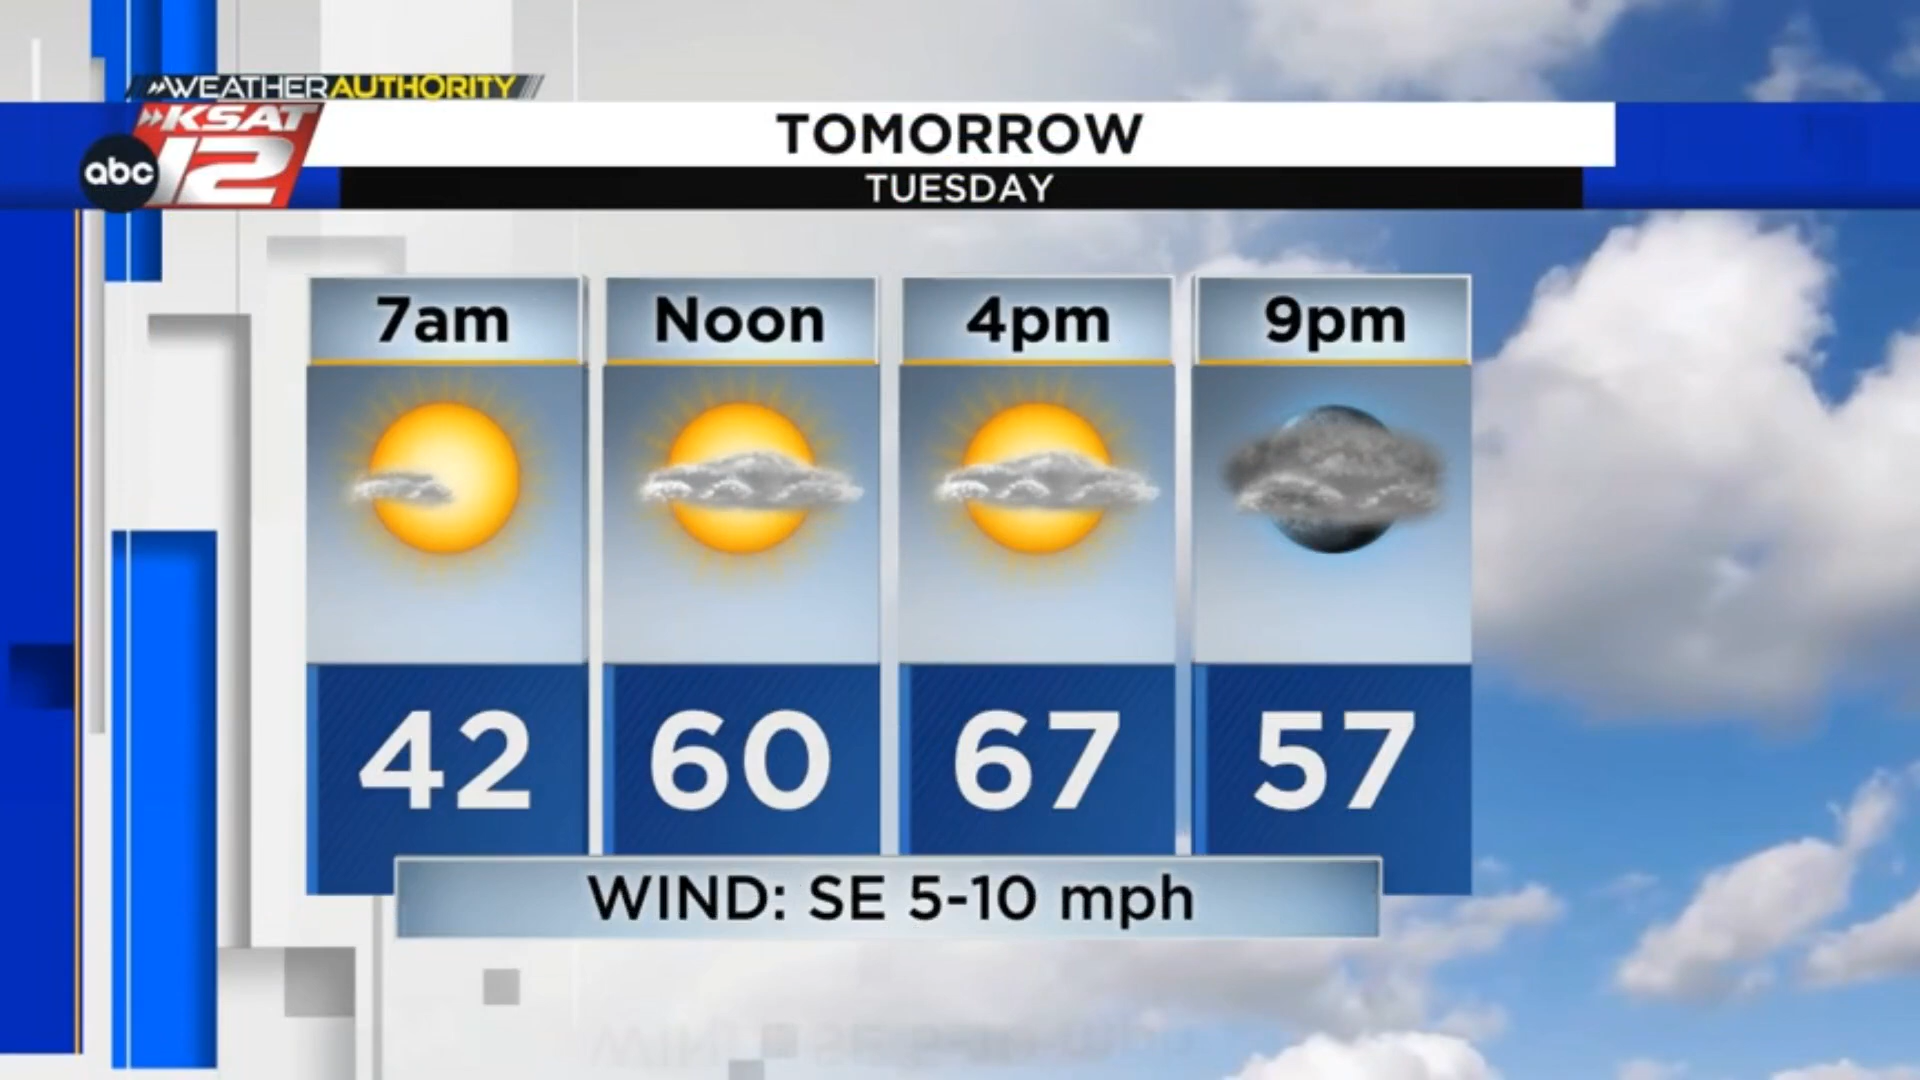 WEATHER AUTHORITY
KSAT
abc 12
TOMORROW
TUESDAY
7am Noon 4pm 9pm
42 60 67 57
WIND: SE 5-10 mph